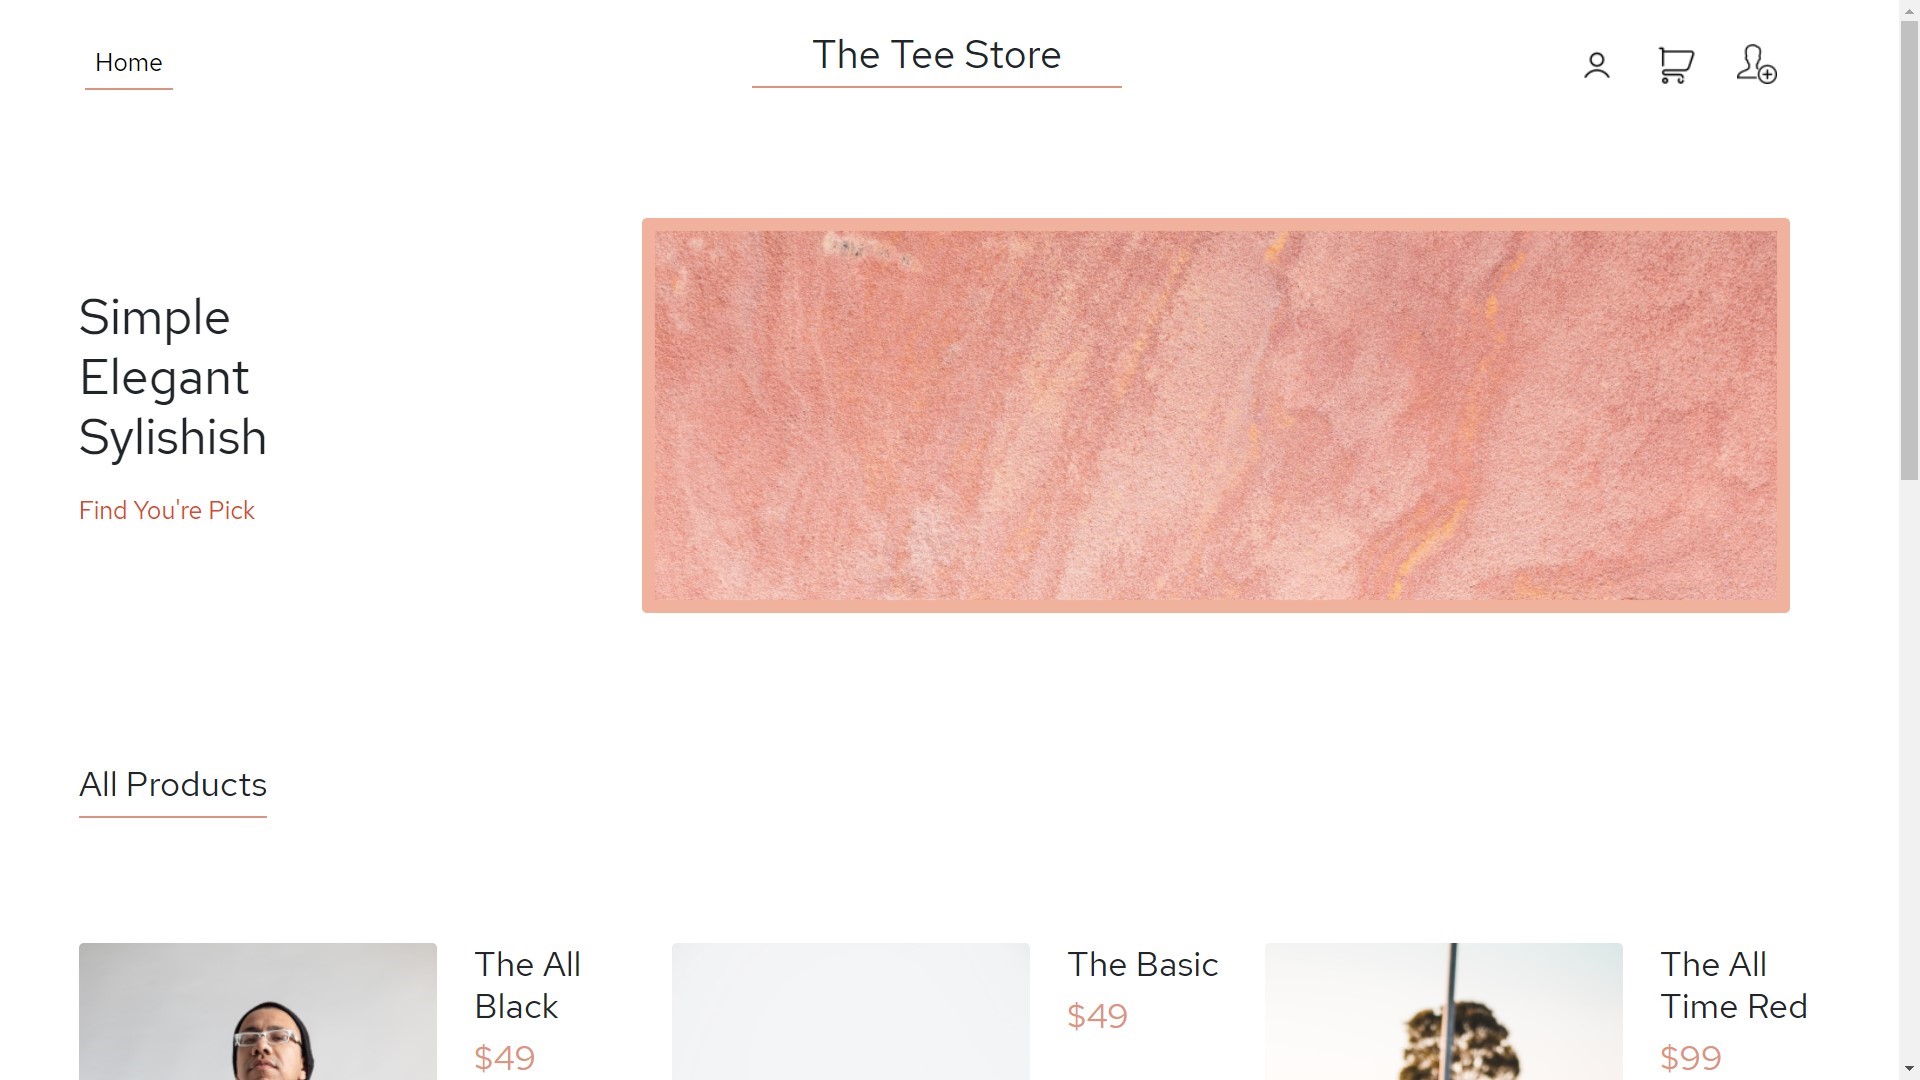 Home
The Tee Store
Simple
Elegant
Sylishish
Find You're Pick
All Products
The All
Black
$49
The Basic
$49
The All
Time Red
$99